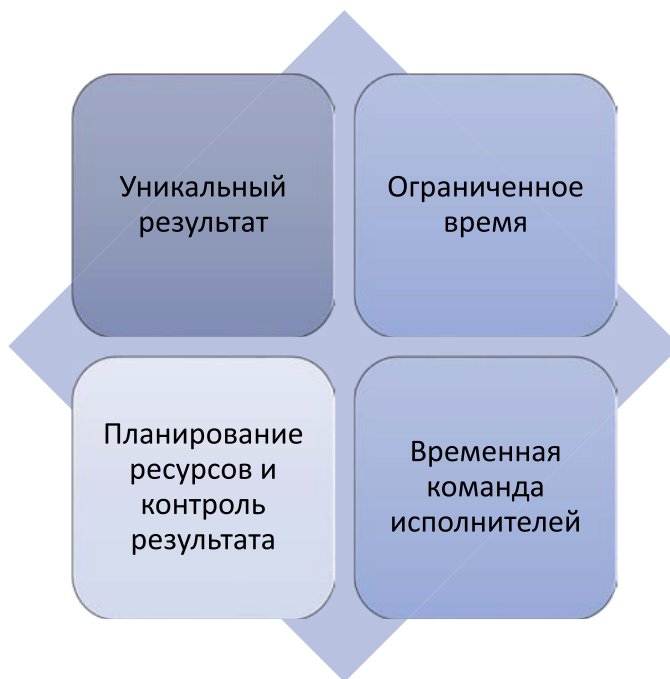 Уникальный
результат
Ограниченное
время
Планирование
ресурсов и
контроль
результата
Временная
команда
исполнителей